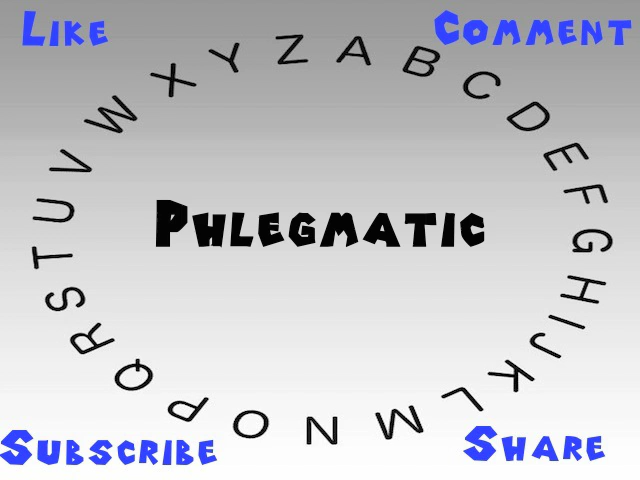 Like
Comment
A B C D E F G H I J K L M N O P Q R S T U V W X Y Z
Phlegmatic
Subscribe
Share